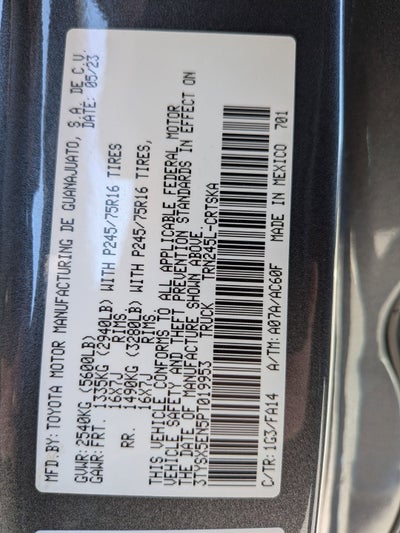 MFD.BY: TOYOTA MOTOR MANUFACTURING DE GUANAJUATO, S.A. DE C.V.
DATE: 05/23
GVWR: 2540KG (5600LB)
GAWR: FRT. 1335KG (2940LB) WITH P245/75R16 TIRES
16X7J RIMS.
RR. 1490KG (3280LB) WITH P245/75R16 TIRES,
16X7J RIMS.
THIS VEHICLE CONFORMS TO ALL APPLICABLE FEDERAL MOTOR
VEHICLE SAFETY AND THEFT PREVENTION STANDARDS IN EFFECT ON
THE DATE OF MANUFACTURE SHOWN ABOVE.
3TYSX5EN5PT019953 TRUCK TRN245L-CRTSKA
C/TR: 1G3/FA14 A/TM: A07A/AC60F MADE IN MEXICO 701